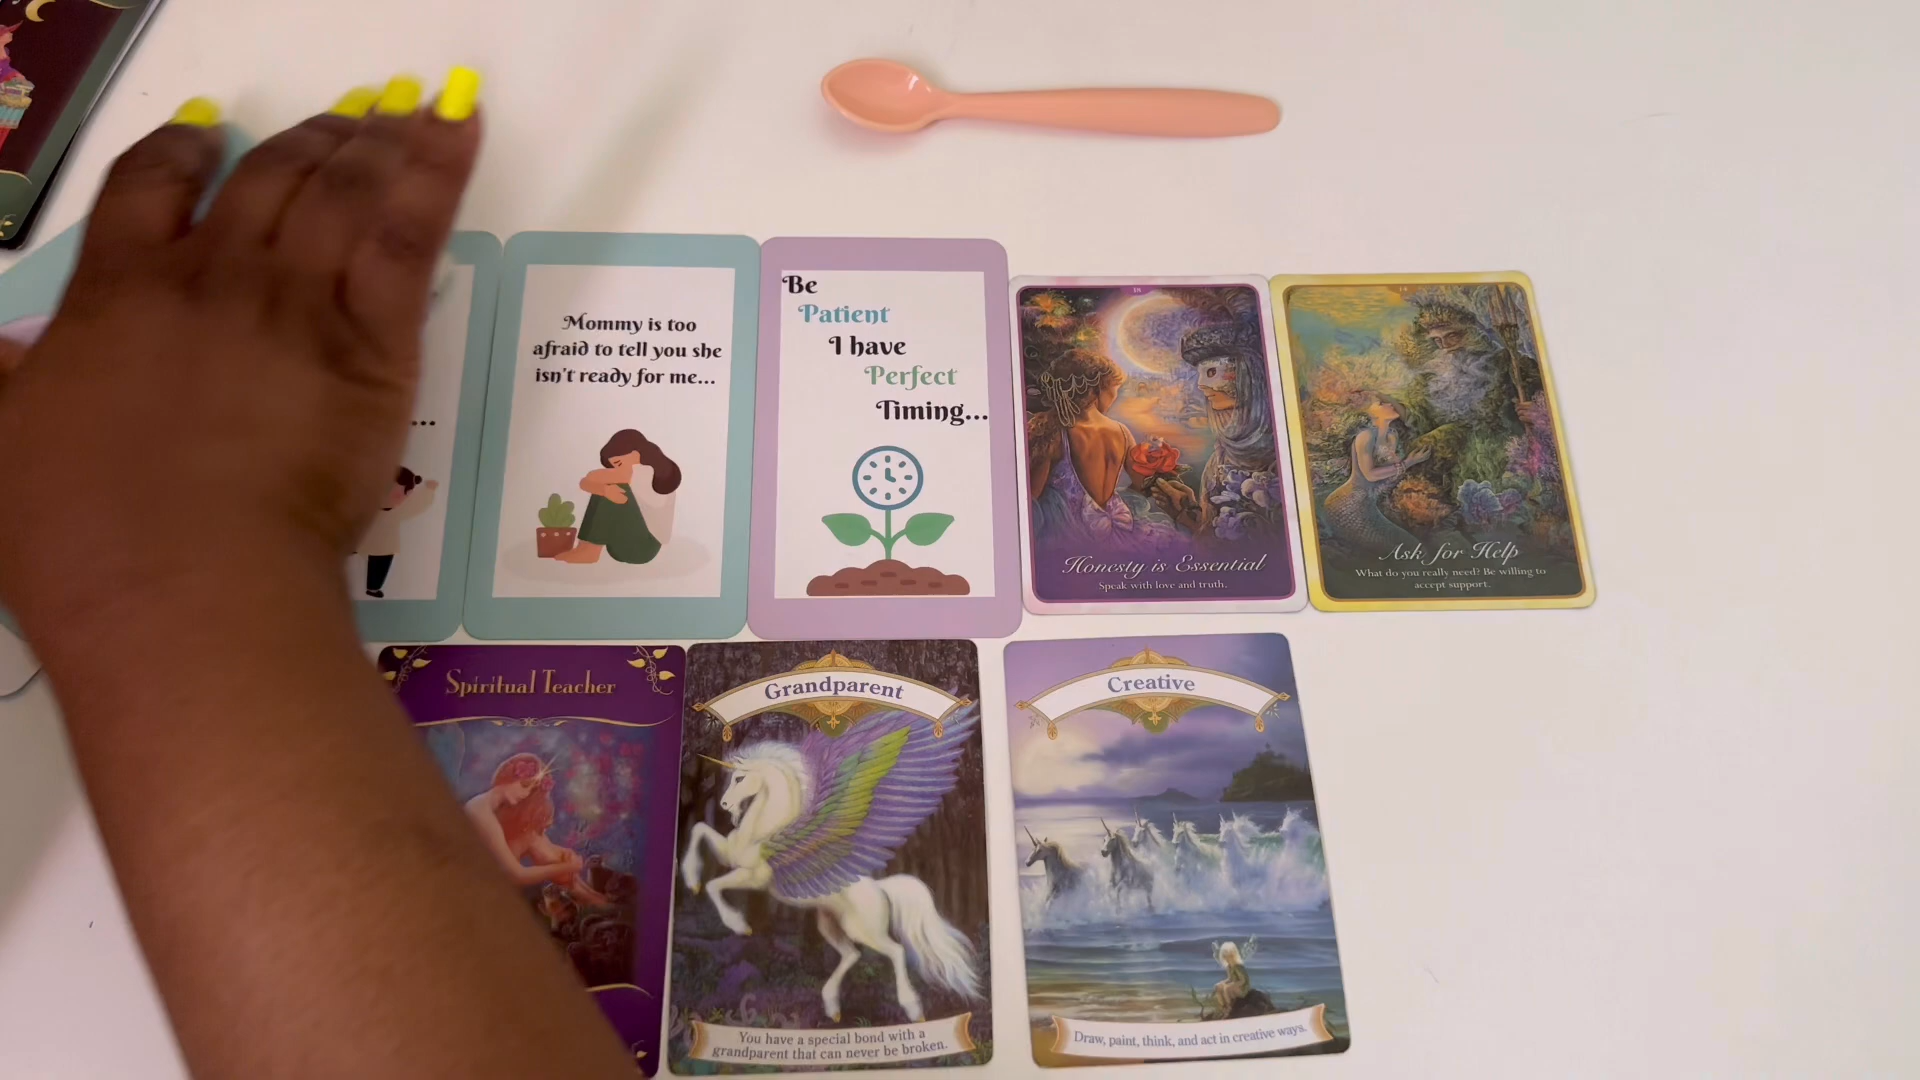 ...
Mommy is too
afraid to tell you she
isn't ready for me...
Be
Patient
I have
Perfect
Timing...
18
Honesty is Essential
Speak with love and truth.
14
Ask for Help
What do you really need? Be willing to
accept support.
Spiritual Teacher
Grandparent
You have a special bond with a
grandparent that can never be broken.
Creative
Draw, paint, think, and act in creative ways.